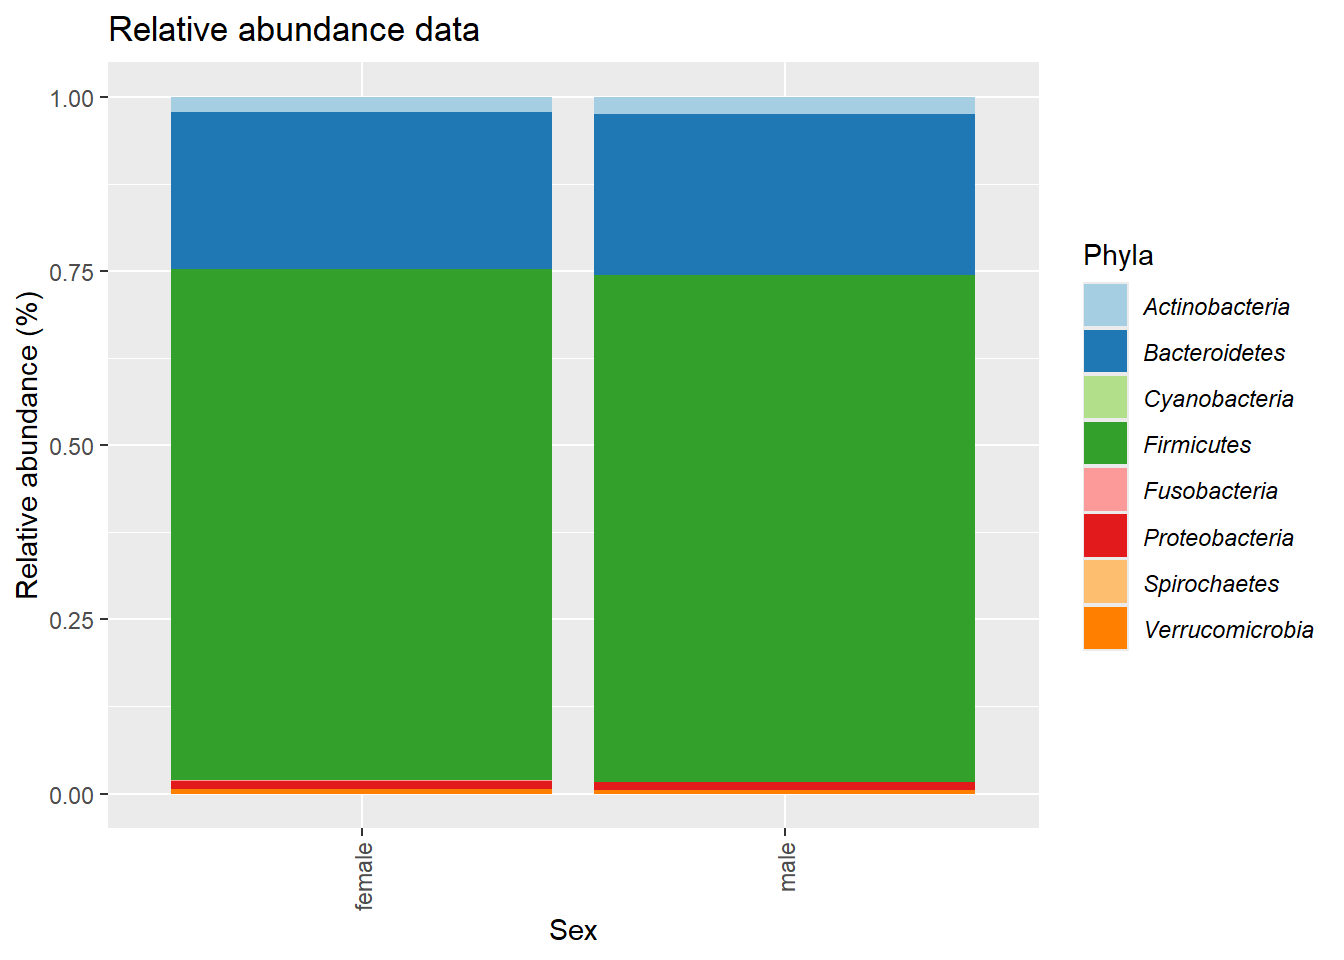 Relative abundance data
1.00
0.75
0.50
0.25
0.00
Relative abundance (%)
female
male
Sex
Phyla
Actinobacteria
Bacteroidetes
Cyanobacteria
Firmicutes
Fusobacteria
Proteobacteria
Spirochaetes
Verrucomicrobia